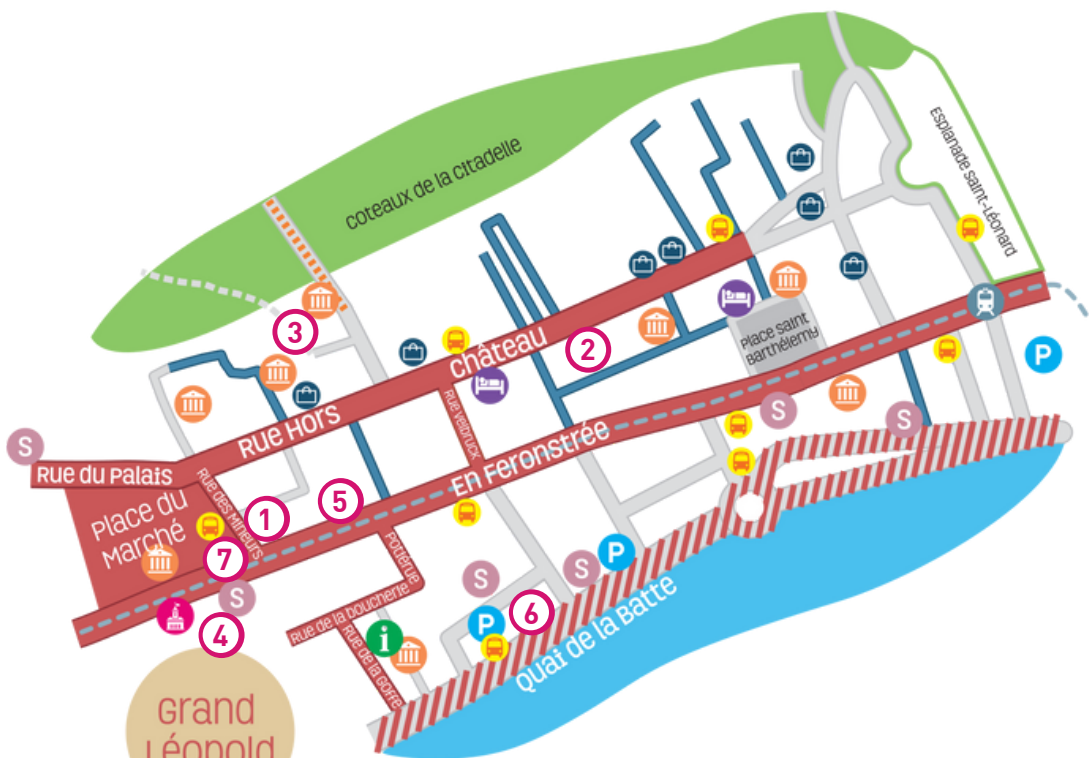 coteaux de la citadelle
Esplanade saint-Léonard
3
2
Place saint
Barthélemy
P
Rue Hors
Château
S
Rue du Palais
Rue velbruck
En Feronstrée
S
S
Place du
Marché
Rue des Mineurs
1
5
7
Potiérue
S
4
S
S
P
Rue de la boucherie
P
6
i
Rue de la Goffe
Quai de la Batte
Grand
Léopold